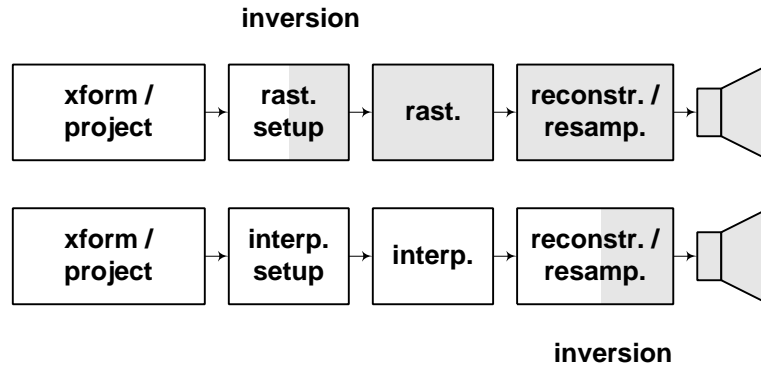 inversion
xform /
project
rast.
setup
rast.
reconstr. /
resamp.
xform /
project
interp.
setup
interp.
reconstr. /
resamp.
inversion